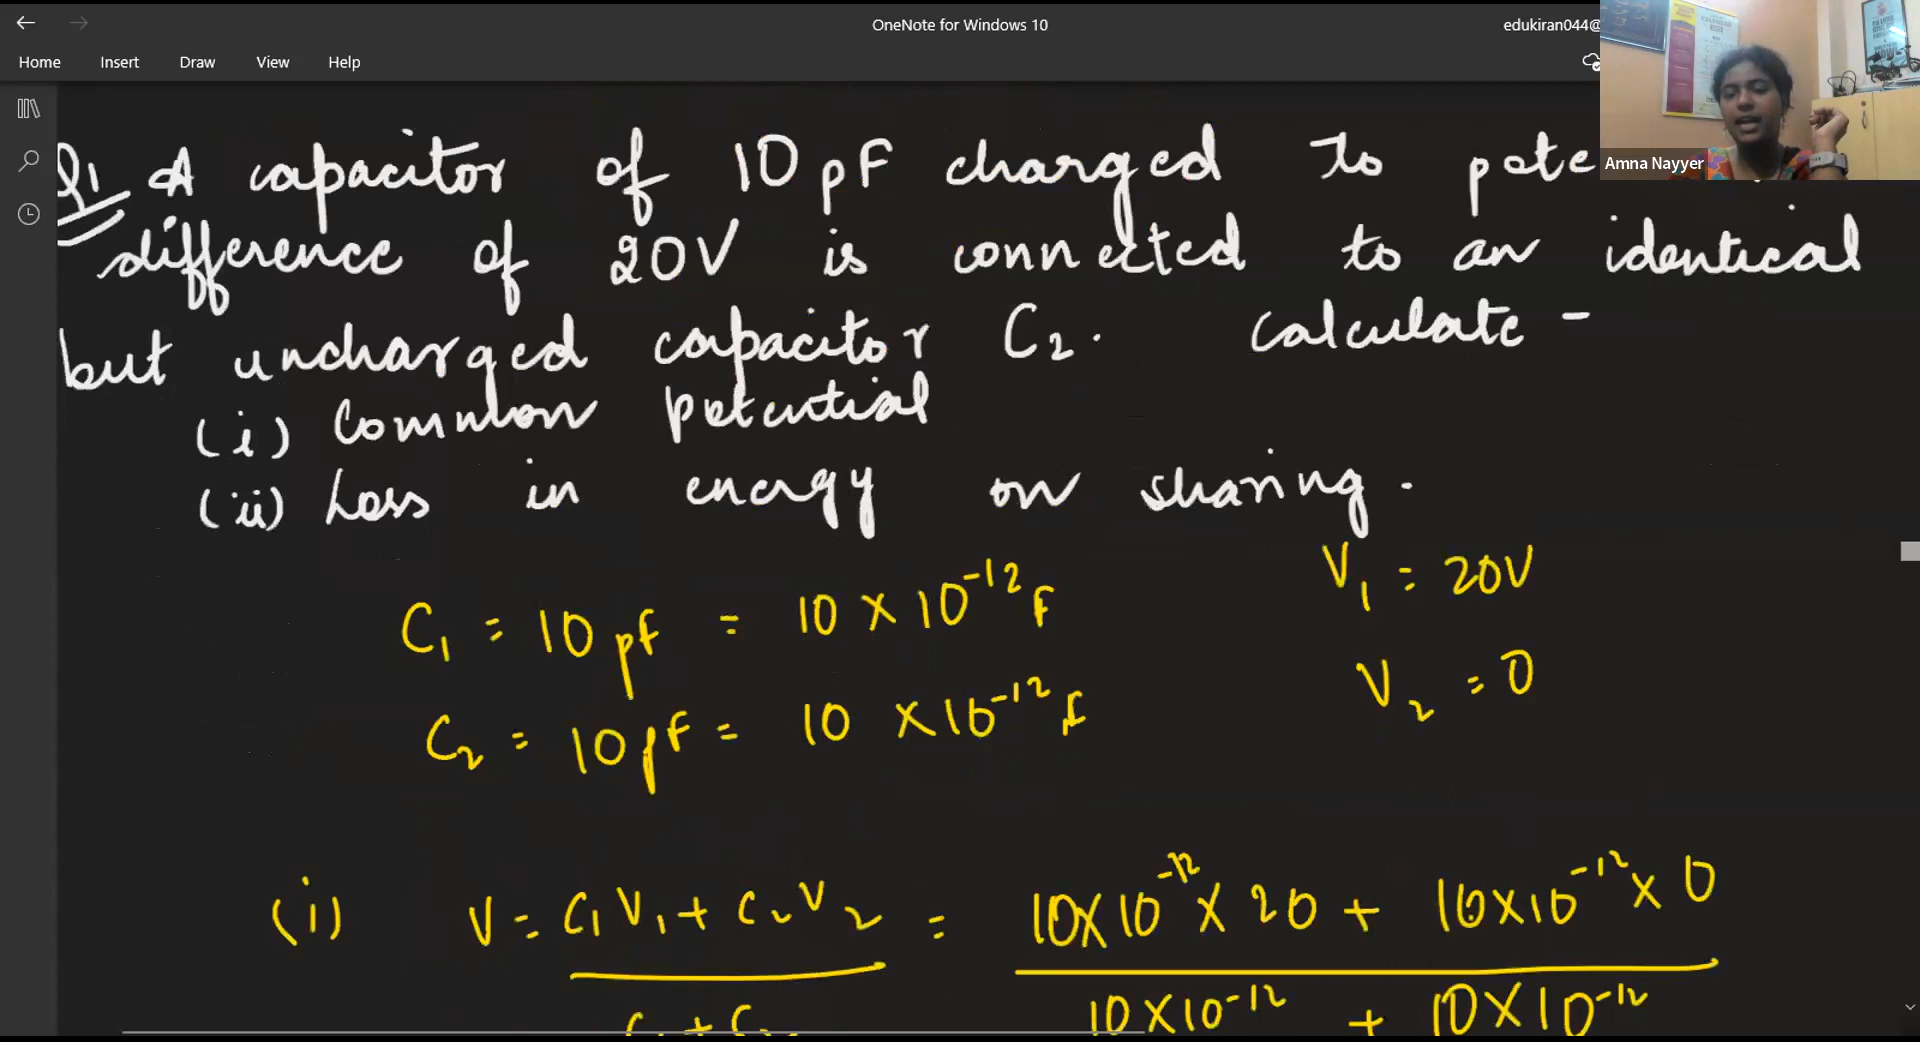 OneNote for Windows 10
edukiran044@
Home Insert Draw View Help
Amna Nayyer
Q1 A capacitor of 10 pF charged to pote
difference of 20V is connected to an identical
but uncharged capacitor C₂. calculate -
(i) Common potential
(ii) Loss in energy on sharing.
C₁ = 10 pF = 10 × 10⁻¹² F
V₁ = 20V
C₂ = 10 pF = 10 × 10⁻¹² F
V₂ = 0
(i) V = C₁V₁ + C₂V₂ = 10×10⁻¹² × 20 + 10×10⁻¹² × 0
C₁ + C₂ 10×10⁻¹² + 10×10⁻¹²